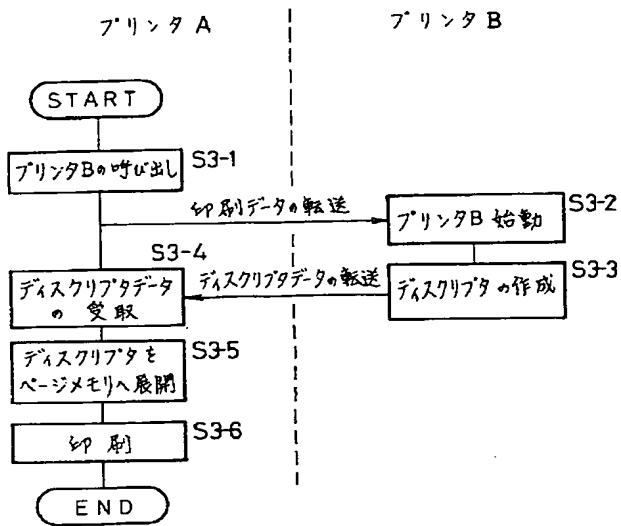 プリンタA
プリンタB
START
プリンタBの呼び出し
S3-1
印刷データの転送
プリンタB 始動
S3-2
ディスクリプタの作成
S3-3
ディスクリプタデータの転送
S3-4
ディスクリプタデータ
の 受取
ディスクリプタを
ページメモリへ展開
S3-5
印刷
S3-6
END